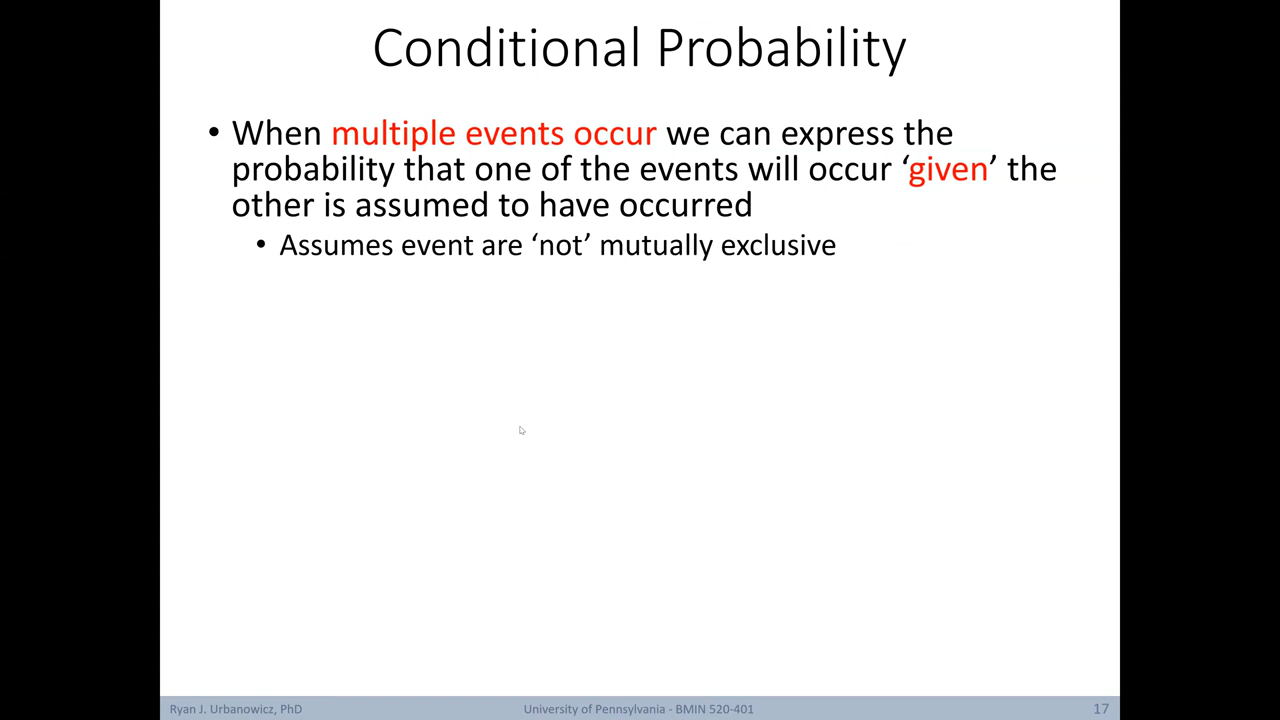 Conditional Probability
• When multiple events occur we can express the
probability that one of the events will occur ‘given’ the
other is assumed to have occurred
• Assumes event are ‘not’ mutually exclusive
Ryan J. Urbanowicz, PhD
University of Pennsylvania - BMIN 520-401
17